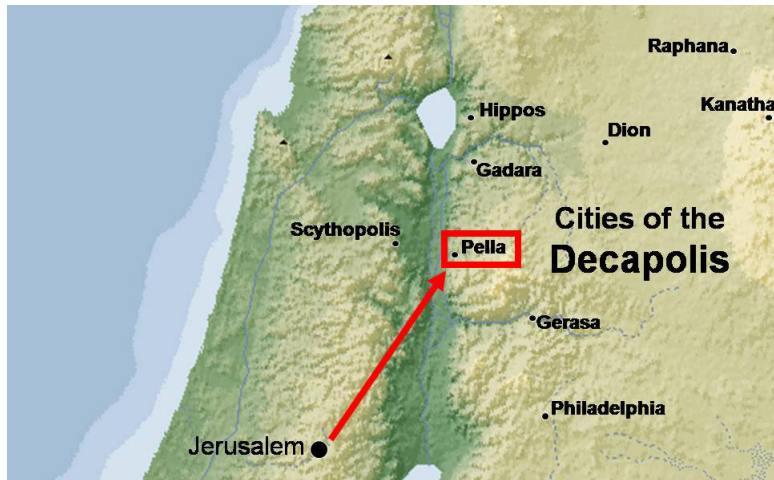 Raphana
Kanatha
Hippos
Dion
Gadara
Cities of the
Decapolis
Scythopolis
Pella
Gerasa
Philadelphia
Jerusalem